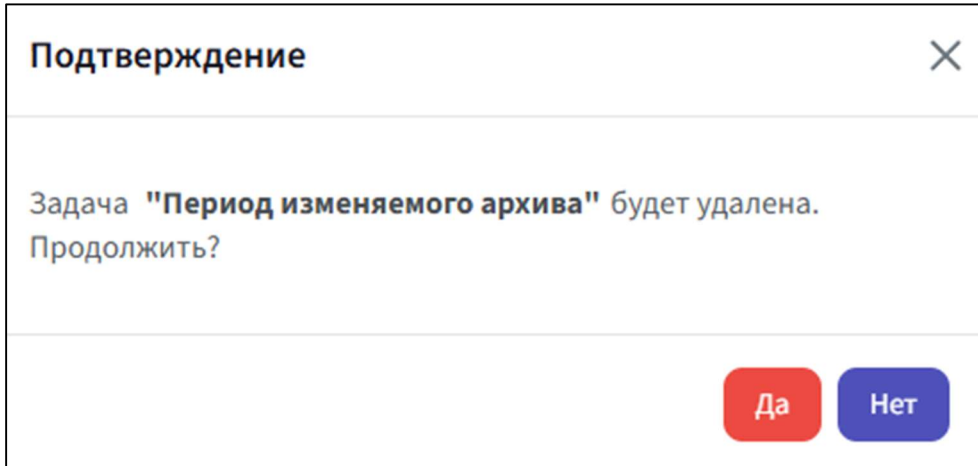 Подтверждение
Задача "Период изменяемого архива" будет удалена.
Продолжить?
Да Нет